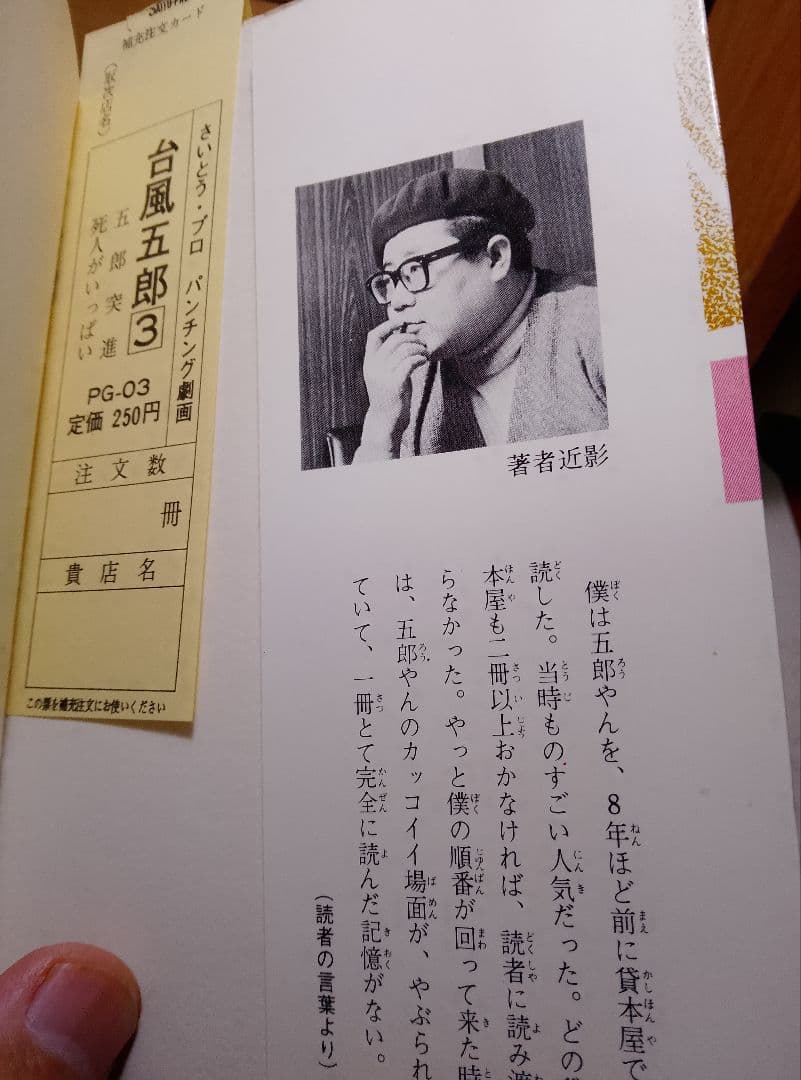 SAITO PRO
補充注文カード
(取次店名)
さいとう・プロ パンチング劇画
台風五郎3
五郎突進
死人がいっぱい
PG-03
定価 250円
注文数
冊
貴店名
この票を補充注文にお使いください
著者近影
僕は五郎やんを、8年ほど前に貸本屋で
読した。当時ものすごい人気だった。どの
本屋も二冊以上おかなければ、読者に読み
らなかった。やっと僕の順番が回って来た時
は、五郎やんのカッコイイ場面が、やぶられ
ていて、一冊とて完全に読んだ記憶がない。
(読者の言葉より)